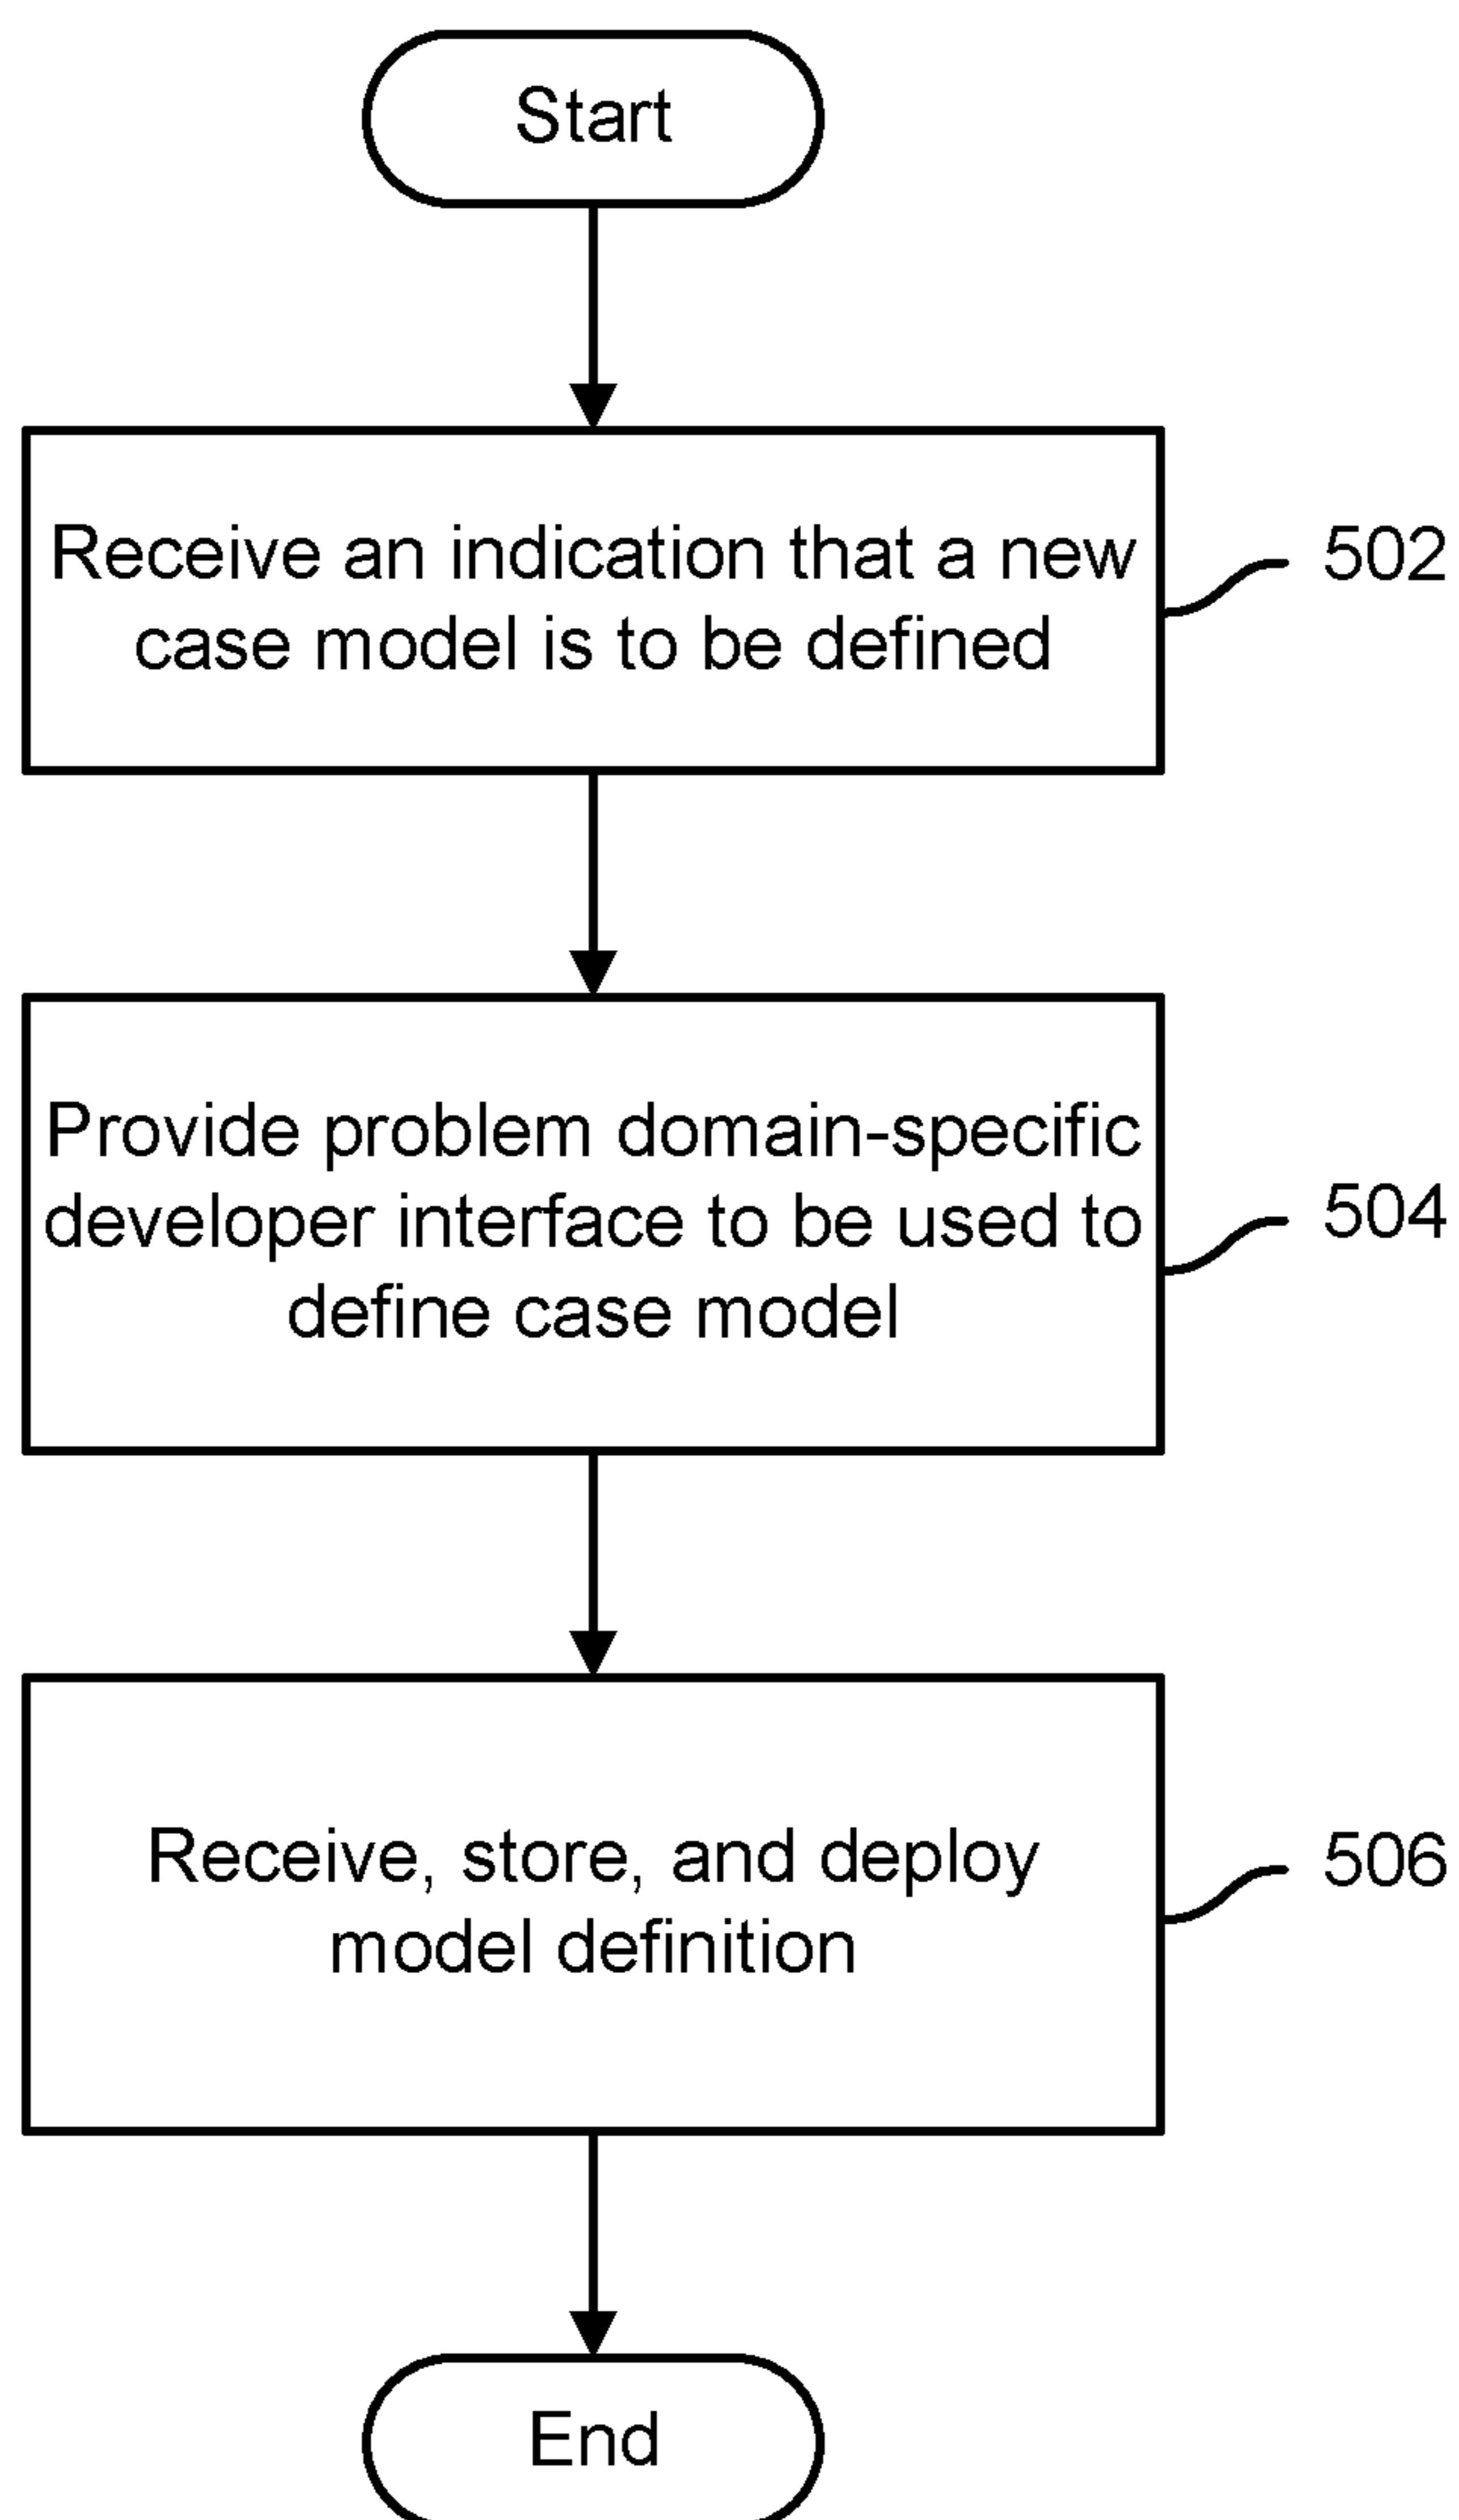 Start
Receive an indication that a new
case model is to be defined
502
Provide problem domain-specific
developer interface to be used to
define case model
504
Receive, store, and deploy
model definition
506
End